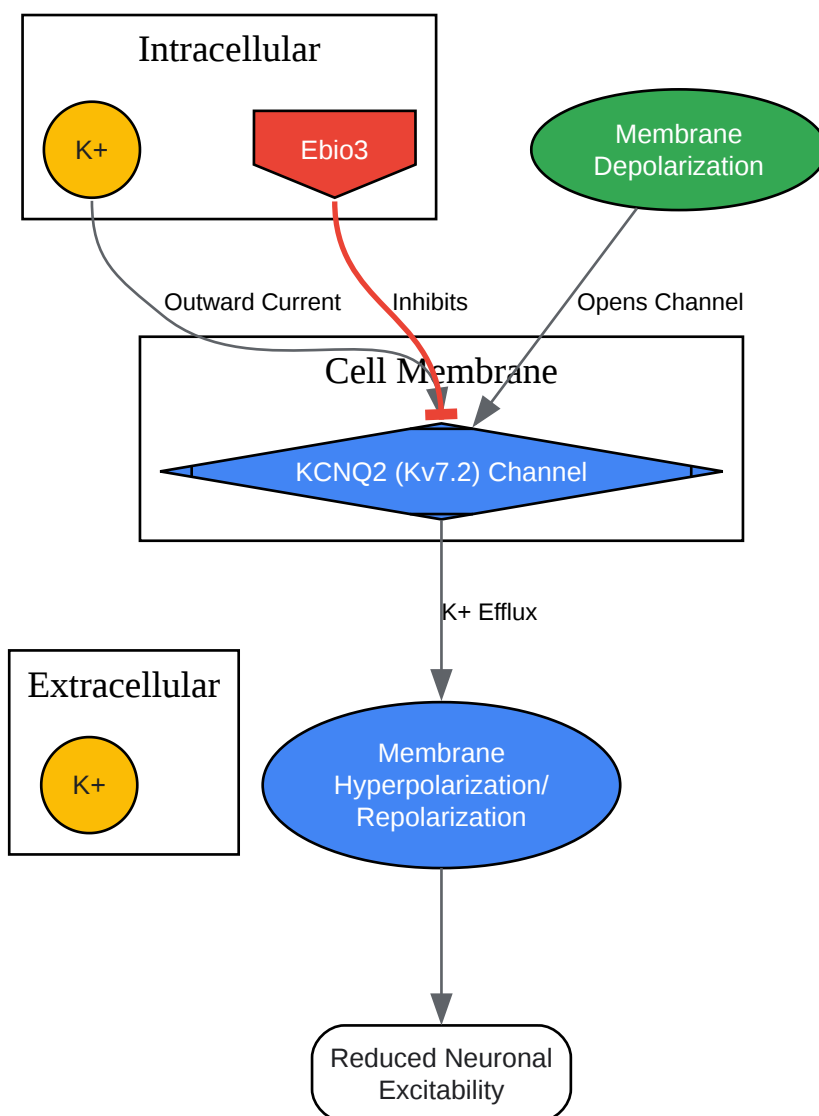 Intracellular
K+
Ebio3
Membrane
Depolarization
Outward Current
Inhibits
Opens Channel
Cell Membrane
KCNQ2 (Kv7.2) Channel
K+ Efflux
Extracellular
K+
Membrane
Hyperpolarization/
Repolarization
Reduced Neuronal
Excitability